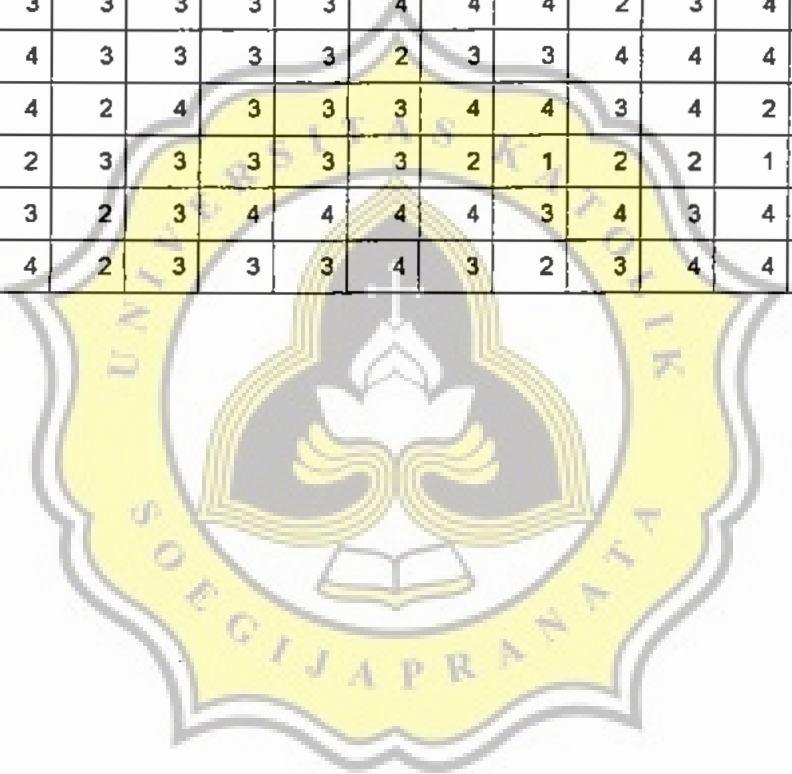 3 3 3 3 3 4 4 4 2 3 4
4 3 3 3 3 2 3 3 4 4 4
4 2 4 3 3 3 4 4 3 4 2
2 3 3 3 3 3 2 1 2 2 1
3 2 3 4 4 4 4 3 4 3 4
4 2 3 3 3 4 3 2 3 4 4
UNIVERSITAS KATOLIK
SOEGIJAPRANATA